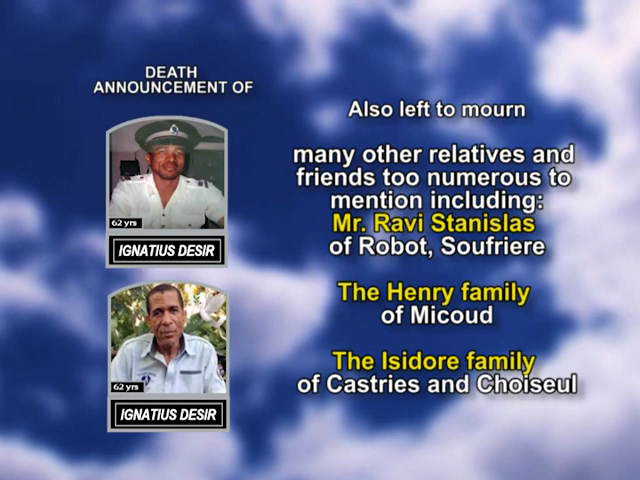 DEATH
ANNOUNCEMENT OF
62 yrs
IGNATIUS DESIR
62 yrs
IGNATIUS DESIR
Also left to mourn
many other relatives and
friends too numerous to
mention including:
Mr. Ravi Stanislas
of Robot, Soufriere
The Henry family
of Micoud
The Isidore family
of Castries and Choiseul